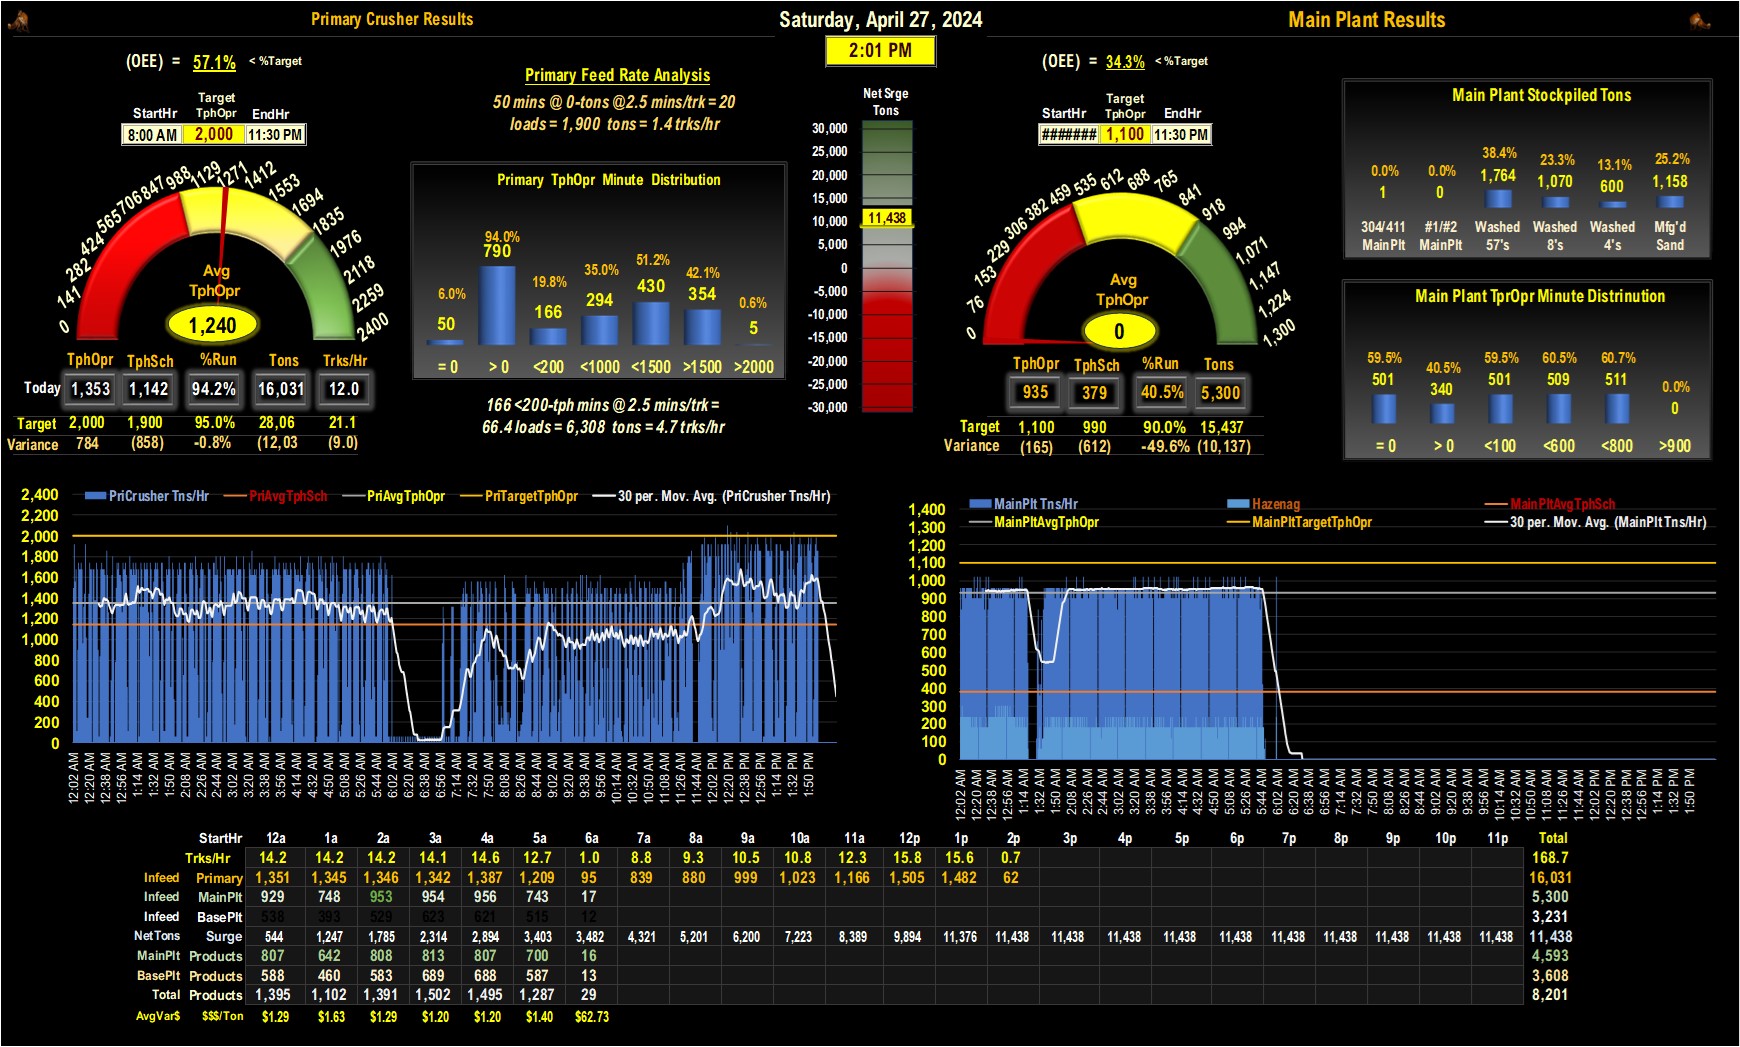 Primary Crusher Results
Saturday, April 27, 2024
Main Plant Results
2:01 PM
(OEE) = 57.1% < %Target
StartHr Target TphOpr EndHr
8:00 AM 2,000 11:30 PM
0 141 282 424 565 706 847 988 1129 1271 1412 1553 1694 1835 1976 2118 2259 2400
Avg
TphOpr
1,240
TphOpr TphSch %Run Tons Trks/Hr
Today 1,353 1,142 94.2% 16,031 12.0
Target 2,000 1,900 95.0% 28,06 21.1
Variance 784 (858) -0.8% (12,03 (9.0)
Primary Feed Rate Analysis
50 mins @ 0-tons @2.5 mins/trk = 20
loads = 1,900 tons = 1.4 trks/hr
Primary TphOpr Minute Distribution
6.0% 94.0% 19.8% 35.0% 51.2% 42.1% 0.6%
50 790 166 294 430 354 5
= 0 > 0 <200 <1000 <1500 >1500 >2000
166 <200-tph mins @ 2.5 mins/trk =
66.4 loads = 6,308 tons = 4.7 trks/hr
Net Srge
Tons
30,000
25,000
20,000
15,000
10,000
5,000
0
-5,000
-10,000
-15,000
-20,000
-25,000
-30,000
11,438
(OEE) = 34.3% < %Target
StartHr Target TphOpr EndHr
####### 1,100 11:30 PM
0 76 153 229 306 382 459 535 612 688 765 841 918 994 1,071 1,147 1,224 1,300
Avg
TphOpr
0
TphOpr TphSch %Run Tons
935 379 40.5% 5,300
Target 1,100 990 90.0% 15,437
Variance (165) (612) -49.6% (10,137)
Main Plant Stockpiled Tons
0.0% 0.0% 38.4% 23.3% 13.1% 25.2%
1 0 1,764 1,070 600 1,158
304/411 #1/#2 Washed Washed Washed Mfg'd
MainPlt MainPlt 57's 8's 4's Sand
Main Plant TprOpr Minute Distrinution
59.5% 40.5% 59.5% 60.5% 60.7% 0.0%
501 340 501 509 511 0
= 0 > 0 <100 <600 <800 >900
PriCrusher Tns/Hr PriAvgTphSch PriAvgTphOpr PriTargetTphOpr 30 per. Mov. Avg. (PriCrusher Tns/Hr)
2,400
2,200
2,000
1,800
1,600
1,400
1,200
1,000
800
600
400
200
0
12:02 AM 12:20 AM 12:38 AM 12:56 AM 1:14 AM 1:32 AM 1:50 AM 2:08 AM 2:26 AM 2:44 AM 3:02 AM 3:20 AM 3:38 AM 3:56 AM 4:14 AM 4:32 AM 4:50 AM 5:08 AM 5:26 AM 5:44 AM 6:02 AM 6:20 AM 6:38 AM 6:56 AM 7:14 AM 7:32 AM 7:50 AM 8:08 AM 8:26 AM 8:44 AM 9:02 AM 9:20 AM 9:38 AM 9:56 AM 10:14 AM 10:32 AM 10:50 AM 11:08 AM 11:26 AM 11:44 AM 12:02 PM 12:20 PM 12:38 PM 12:56 PM 1:14 PM 1:32 PM 1:50 PM
MainPlt Tns/Hr Hazenag MainPltAvgTphSch
MainPltAvgTphOpr MainPltTargetTphOpr 30 per. Mov. Avg. (MainPlt Tns/Hr)
1,400
1,300
1,200
1,100
1,000
900
800
700
600
500
400
300
200
100
0
12:02 AM 12:20 AM 12:38 AM 12:56 AM 1:14 AM 1:32 AM 1:50 AM 2:08 AM 2:26 AM 2:44 AM 3:02 AM 3:20 AM 3:38 AM 3:56 AM 4:14 AM 4:32 AM 4:50 AM 5:08 AM 5:26 AM 5:44 AM 6:02 AM 6:20 AM 6:38 AM 6:56 AM 7:14 AM 7:32 AM 7:50 AM 8:08 AM 8:26 AM 8:44 AM 9:02 AM 9:20 AM 9:38 AM 9:56 AM 10:14 AM 10:32 AM 10:50 AM 11:08 AM 11:26 AM 11:44 AM 12:02 PM 12:20 PM 12:38 PM 12:56 PM 1:14 PM 1:32 PM 1:50 PM
StartHr 12a 1a 2a 3a 4a 5a 6a 7a 8a 9a 10a 11a 12p 1p 2p 3p 4p 5p 6p 7p 8p 9p 10p 11p Total
Trks/Hr 14.2 14.2 14.2 14.1 14.6 12.7 1.0 8.8 9.3 10.5 10.8 12.3 15.8 15.6 0.7 168.7
Infeed Primary 1,351 1,345 1,346 1,342 1,387 1,209 95 839 880 999 1,023 1,166 1,505 1,482 62 16,031
Infeed MainPlt 929 748 953 954 956 743 17 5,300
Infeed BasePlt 538 393 529 623 621 515 12 3,231
NetTons Surge 544 1,247 1,785 2,314 2,894 3,403 3,482 4,321 5,201 6,200 7,223 8,389 9,894 11,376 11,438 11,438 11,438 11,438 11,438 11,438 11,438 11,438 11,438 11,438 11,438
MainPlt Products 807 642 808 813 807 700 16 4,593
BasePlt Products 588 460 583 689 688 587 13 3,608
Total Products 1,395 1,102 1,391 1,502 1,495 1,287 29 8,201
AvgVar$ $$$/Ton $1.29 $1.63 $1.29 $1.20 $1.20 $1.40 $62.73